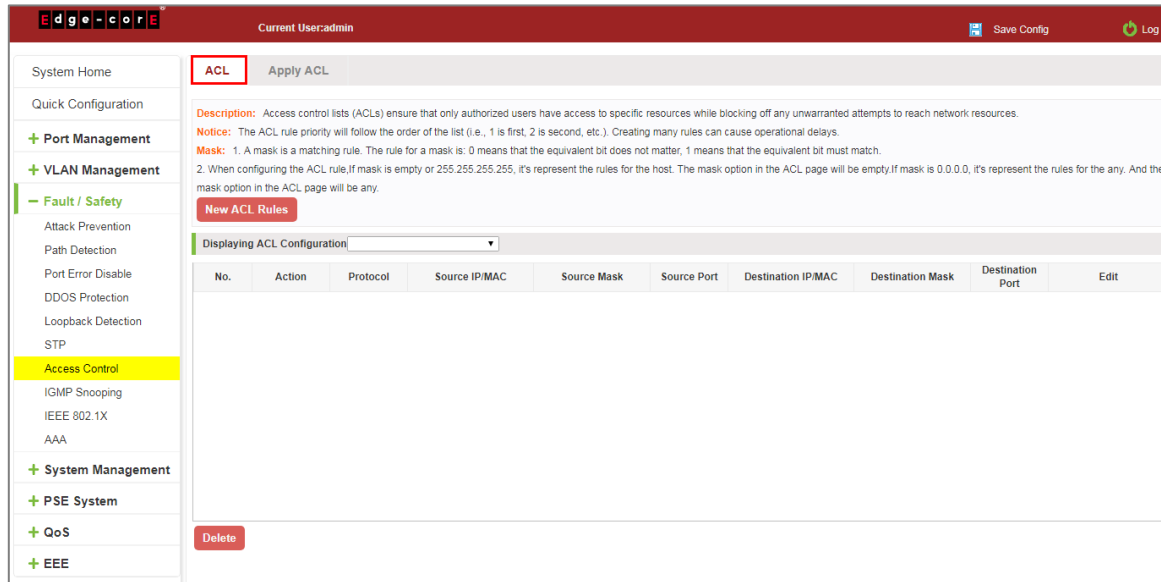 Edge-corE
Current User:admin
Save Config
Log
System Home
Quick Configuration
+ Port Management
+ VLAN Management
− Fault / Safety
Attack Prevention
Path Detection
Port Error Disable
DDOS Protection
Loopback Detection
STP
Access Control
IGMP Snooping
IEEE 802.1X
AAA
+ System Management
+ PSE System
+ QoS
+ EEE
ACL Apply ACL
Description: Access control lists (ACLs) ensure that only authorized users have access to specific resources while blocking off any unwarranted attempts to reach network resources.
Notice: The ACL rule priority will follow the order of the list (i.e., 1 is first, 2 is second, etc.). Creating many rules can cause operational delays.
Mask: 1. A mask is a matching rule. The rule for a mask is: 0 means that the equivalent bit does not matter, 1 means that the equivalent bit must match.
2. When configuring the ACL rule,If mask is empty or 255.255.255.255, it's represent the rules for the host. The mask option in the ACL page will be empty.If mask is 0.0.0.0, it's represent the rules for the any. And the
mask option in the ACL page will be any.
New ACL Rules
Displaying ACL Configuration
No. Action Protocol Source IP/MAC Source Mask Source Port Destination IP/MAC Destination Mask Destination Port Edit
Delete